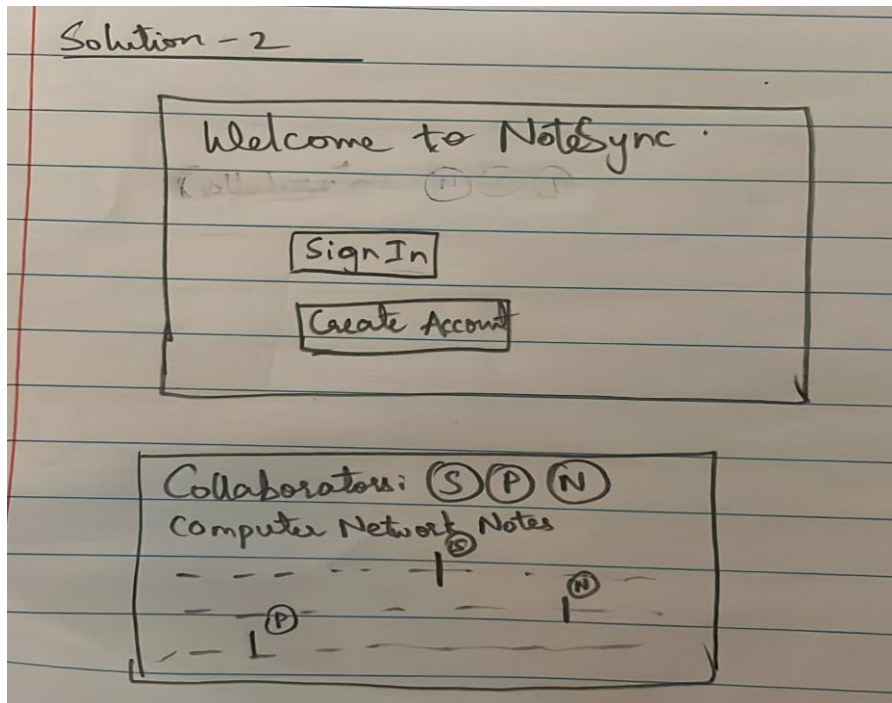 Solution - 2
Welcome to NoteSync.
Sign In
Create Account
Collaborators: S P N
Computer Network Notes
S
N
P